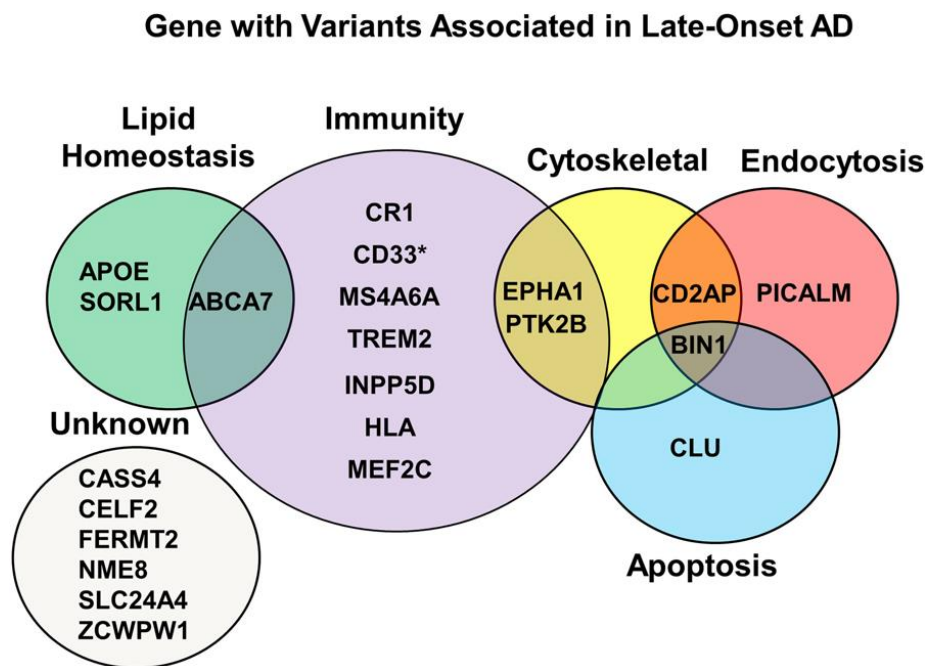 Gene with Variants Associated in Late-Onset AD
Lipid
Homeostasis
APOE
SORL1
ABCA7
Immunity
CR1
CD33*
MS4A6A
TREM2
INPP5D
HLA
MEF2C
Cytoskeletal
EPHA1
PTK2B
Endocytosis
CD2AP
PICALM
BIN1
CLU
Apoptosis
Unknown
CASS4
CELF2
FERMT2
NME8
SLC24A4
ZCWPW1